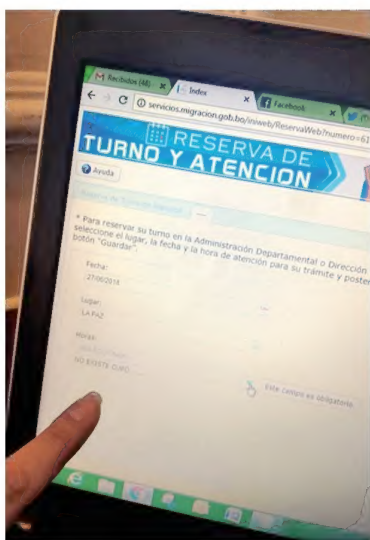 Recibidos (48)
Index
Facebook
servicios.migracion.gob.bo/iniweb/ReservaWeb?numero=61
RESERVA DE
TURNO Y ATENCION
Ayuda
* Para reservar su turno en la Administración Departamental o Dirección
seleccione el lugar, la fecha y la hora de atención para su trámite y poster
botón "Guardar".
Fecha:
27/06/2018
Lugar:
LA PAZ
Horas:
NO EXISTE CUPO
Este campo es obligatorio